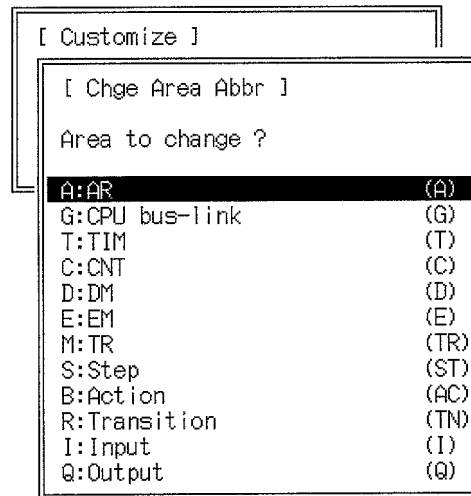 [ Customize ]
[ Chge Area Abbr ]
Area to change ?
A:AR (A)
G:CPU bus-link (G)
T:TIM (T)
C:CNT (C)
D:DM (D)
E:EM (E)
M:TR (TR)
S:Step (ST)
B:Action (AC)
R:Transition (TN)
I:Input (I)
Q:Output (Q)